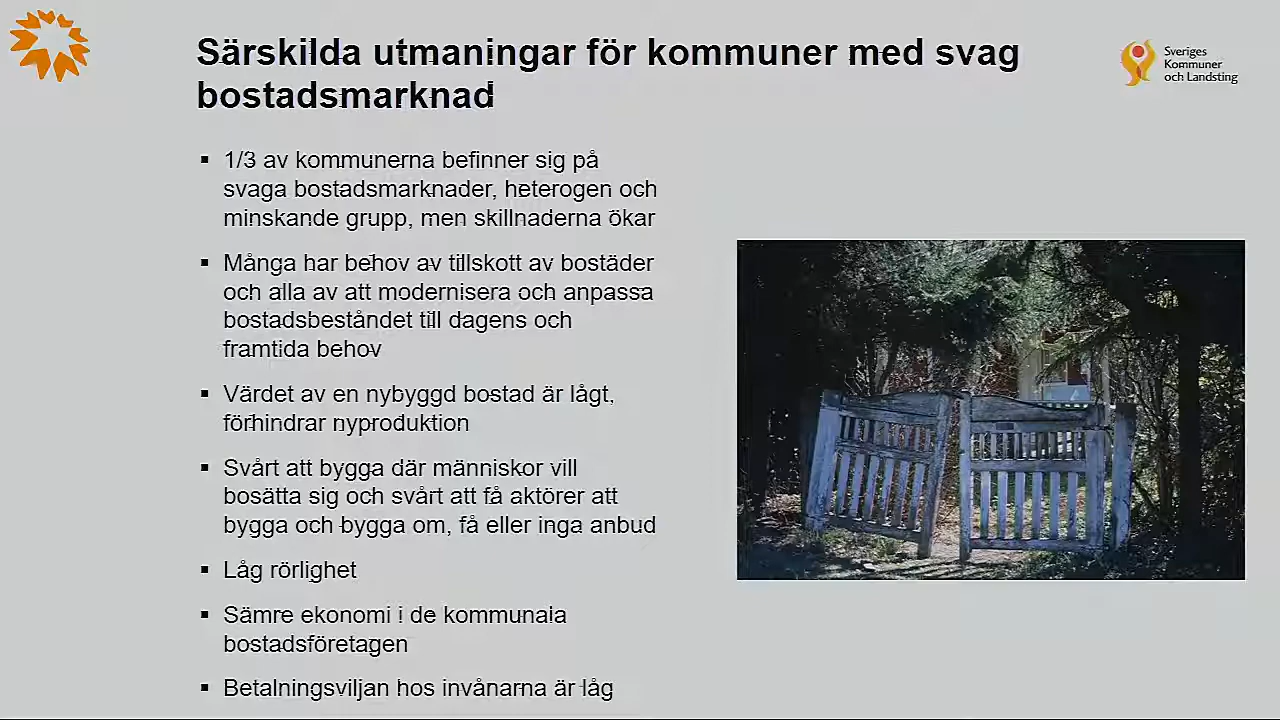 Särskilda utmaningar för kommuner med svag
bostadsmarknad
Sveriges
Kommuner
och Landsting
▪ 1/3 av kommunerna befinner sig på
svaga bostadsmarknader, heterogen och
minskande grupp, men skillnaderna ökar
▪ Många har behov av tillskott av bostäder
och alla av att modernisera och anpassa
bostadsbeståndet till dagens och
framtida behov
▪ Värdet av en nybyggd bostad är lågt,
förhindrar nyproduktion
▪ Svårt att bygga där människor vill
bosätta sig och svårt att få aktörer att
bygga och bygga om, få eller inga anbud
▪ Låg rörlighet
▪ Sämre ekonomi i de kommunala
bostadsföretagen
▪ Betalningsviljan hos invånarna är låg